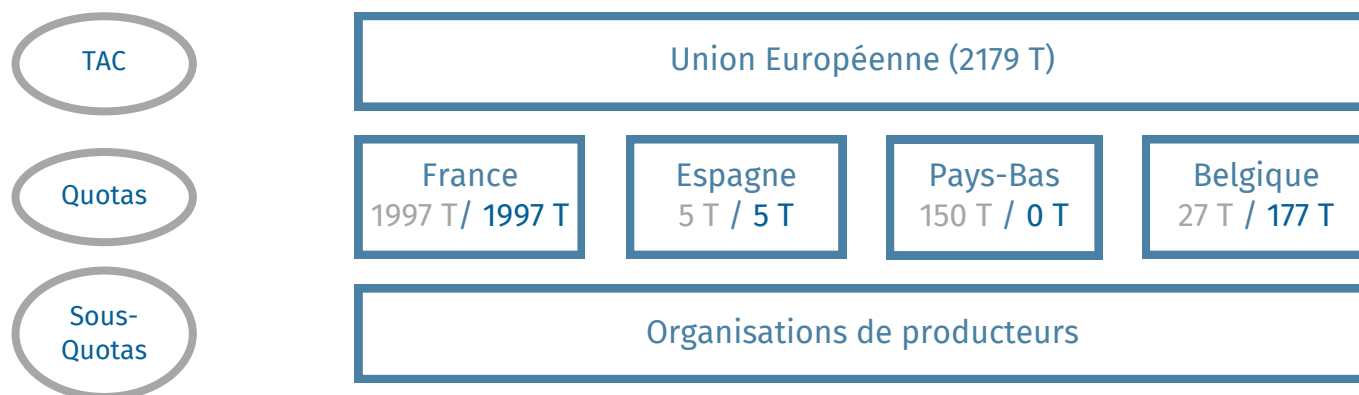 TAC
Union Européenne (2179 T)
Quotas
France
1997 T/ 1997 T
Espagne
5 T / 5 T
Pays-Bas
150 T / 0 T
Belgique
27 T / 177 T
Sous-
Quotas
Organisations de producteurs